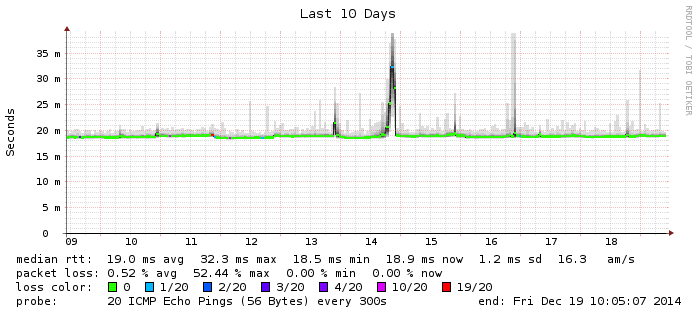 Last 10 Days
RRDTOOL / TOBI OETIKER
Seconds
35 m
30 m
25 m
20 m
15 m
10 m
5 m
0
09 10 11 12 13 14 15 16 17 18
median rtt: 19.0 ms avg 32.3 ms max 18.5 ms min 18.9 ms now 1.2 ms sd 16.3 am/s
packet loss: 0.52 % avg 52.44 % max 0.00 % min 0.00 % now
loss color: 0 1/20 2/20 3/20 4/20 10/20 19/20
probe: 20 ICMP Echo Pings (56 Bytes) every 300s end: Fri Dec 19 10:05:07 2014